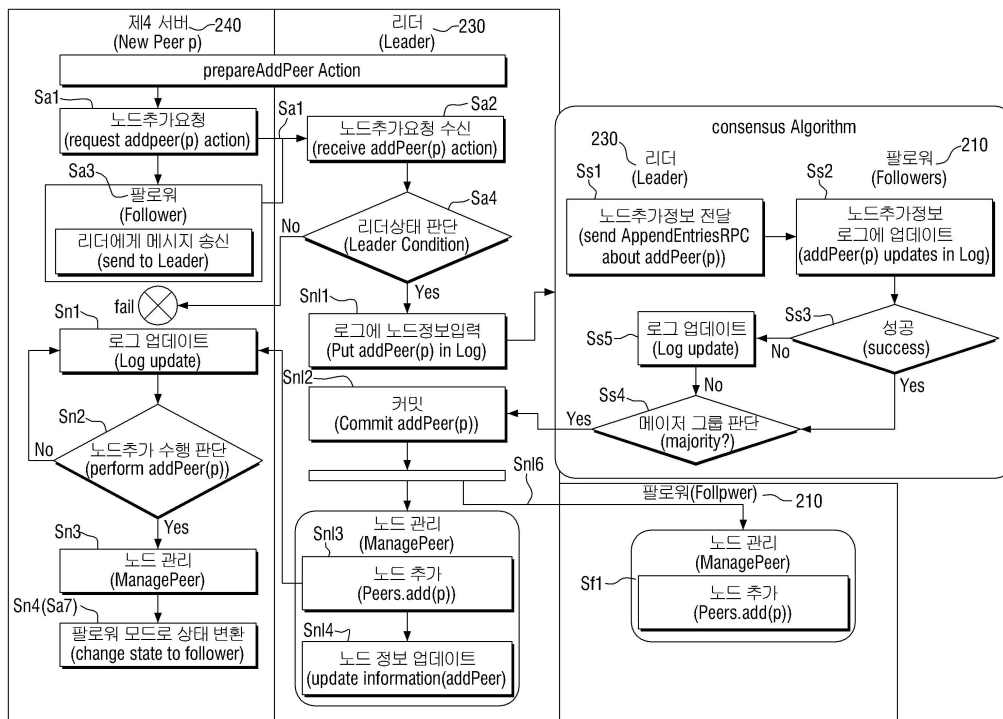 제4 서버
(New Peer p)
240
리더
(Leader)
230
prepareAddPeer Action
Sa1
노드추가요청
(request addpeer(p) action)
Sa1
Sa2
노드추가요청 수신
(receive addPeer(p) action)
Sa3
팔로워
(Follower)
리더에게 메시지 송신
(send to Leader)
Sa4
리더상태 판단
(Leader Condition)
No
Yes
fail
Sn1
로그 업데이트
(Log update)
Snl1
로그에 노드정보입력
(Put addPeer(p) in Log)
Snl2
커밋
(Commit addPeer(p))
Sn2
노드추가 수행 판단
(perform addPeer(p))
No
Yes
Sn3
노드 관리
(ManagePeer)
Sn4(Sa7)
팔로워 모드로 상태 변환
(change state to follower)
노드 관리
(ManagePeer)
Snl3
노드 추가
(Peers.add(p))
Snl4
노드 정보 업데이트
(update information(addPeer)
Snl6
consensus Algorithm
230
리더
(Leader)
Ss1
노드추가정보 전달
(send AppendEntriesRPC
about addPeer(p))
210
팔로워
(Followers)
Ss2
노드추가정보
로그에 업데이트
(addPeer(p) updates in Log)
Ss3
성공
(success)
No
Yes
Ss5
로그 업데이트
(Log update)
No
Ss4
메이저 그룹 판단
(majority?)
Yes
팔로워(Follpwer)
210
노드 관리
(ManagePeer)
Sf1
노드 추가
(Peers.add(p))